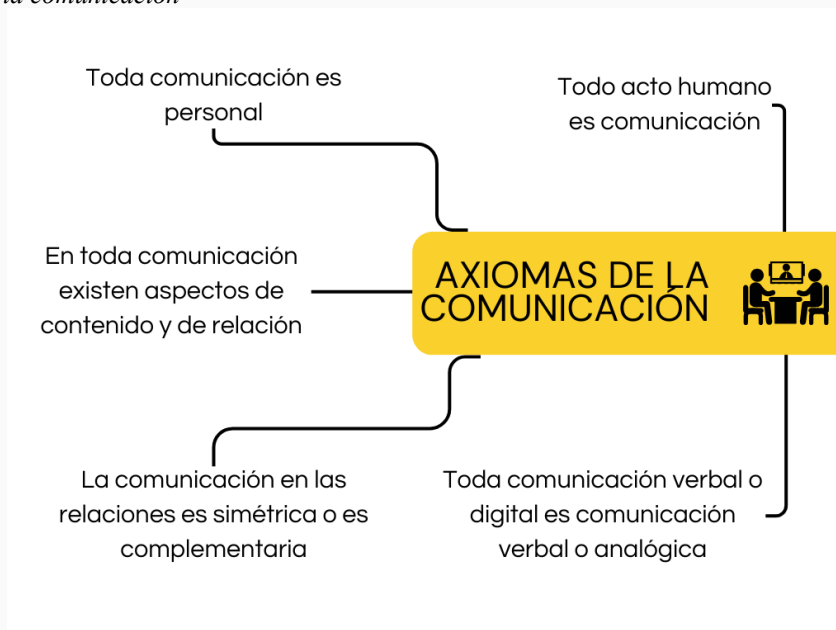 la comunicación
Toda comunicación es
personal
Todo acto humano
es comunicación
En toda comunicación
existen aspectos de
contenido y de relación
AXIOMAS DE LA
COMUNICACIÓN
La comunicación en las
relaciones es simétrica o es
complementaria
Toda comunicación verbal o
digital es comunicación
verbal o analógica